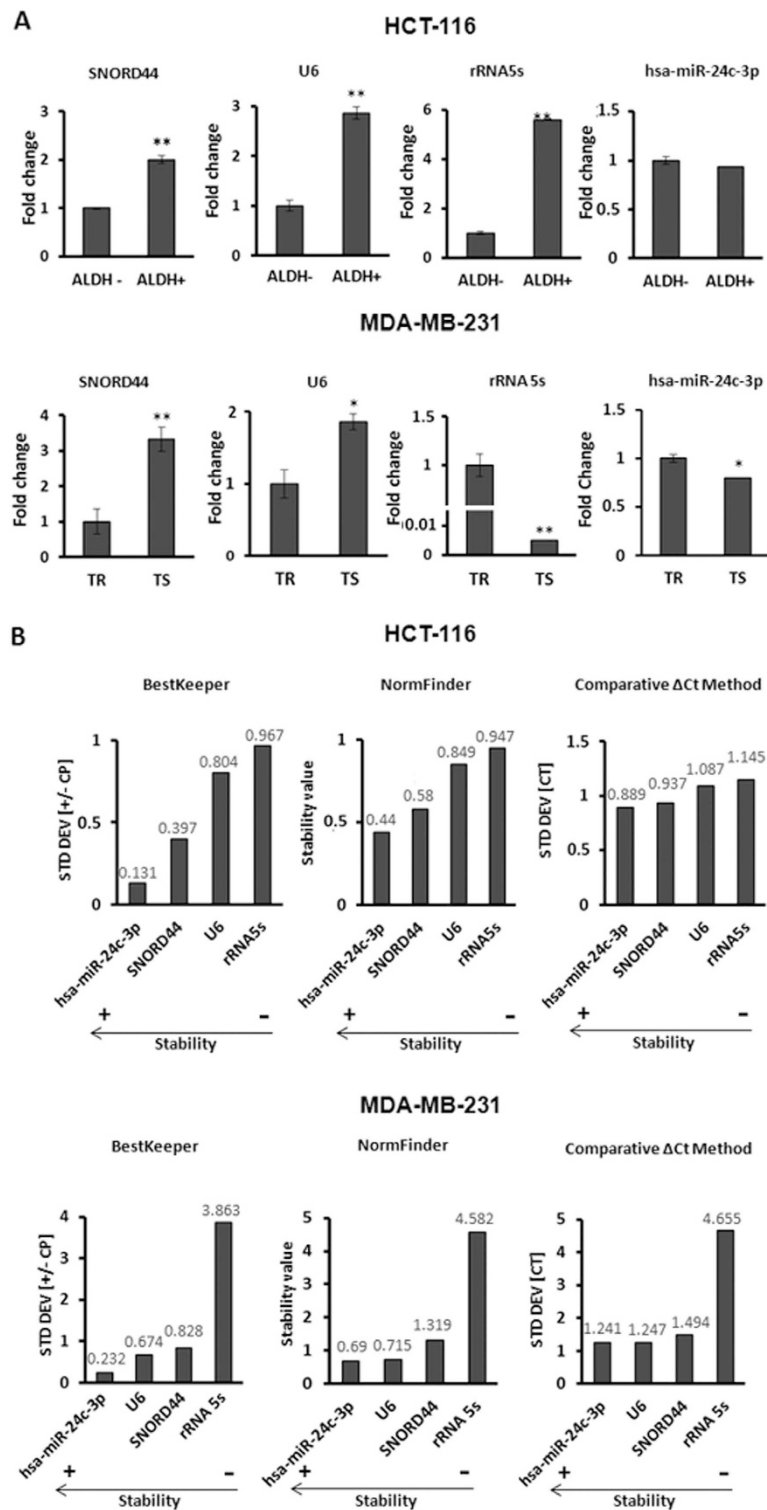 A
HCT-116
SNORD44
U6
rRNA5s
hsa-miR-24c-3p
Fold change
3
2
1
0
**
ALDH -
ALDH+
Fold change
3
2
1
0
**
ALDH-
ALDH+
Fold change
6
4
2
0
**
ALDH-
ALDH+
Fold change
1.5
1
0.5
0
ALDH-
ALDH+
MDA-MB-231
SNORD44
U6
rRNA 5s
hsa-miR-24c-3p
Fold change
4
3
2
1
0
**
TR
TS
Fold change
2
1
0
*
TR
TS
Fold change
1.5
1
0.01
0
**
TR
TS
Fold Change
1.5
1
0.5
0
*
TR
TS
B
HCT-116
BestKeeper
NormFinder
Comparative ΔCt Method
STD DEV [+/- CP]
1
0.5
0
0.131
0.397
0.804
0.967
hsa-miR-24c-3p
SNORD44
U6
rRNA5s
+
-
Stability
Stability value
1
0.5
0
0.44
0.58
0.849
0.947
hsa-miR-24c-3p
SNORD44
U6
rRNA5s
+
-
Stability
STD DEV [CT]
1.5
1
0.5
0
0.889
0.937
1.087
1.145
hsa-miR-24c-3p
SNORD44
U6
rRNA5s
+
-
Stability
MDA-MB-231
BestKeeper
NormFinder
Comparative ΔCt Method
STD DEV [+/- CP]
4
3
2
1
0
0.232
0.674
0.828
3.863
hsa-miR-24c-3p
U6
SNORD44
rRNA 5s
+
-
Stability
Stability value
5
4
3
2
1
0
0.69
0.715
1.319
4.582
hsa-miR-24c-3p
U6
SNORD44
rRNA 5s
+
-
Stability
STD DEV [CT]
5
4
3
2
1
0
1.241
1.247
1.494
4.655
hsa-miR-24c-3p
U6
SNORD44
rRNA 5s
+
-
Stability